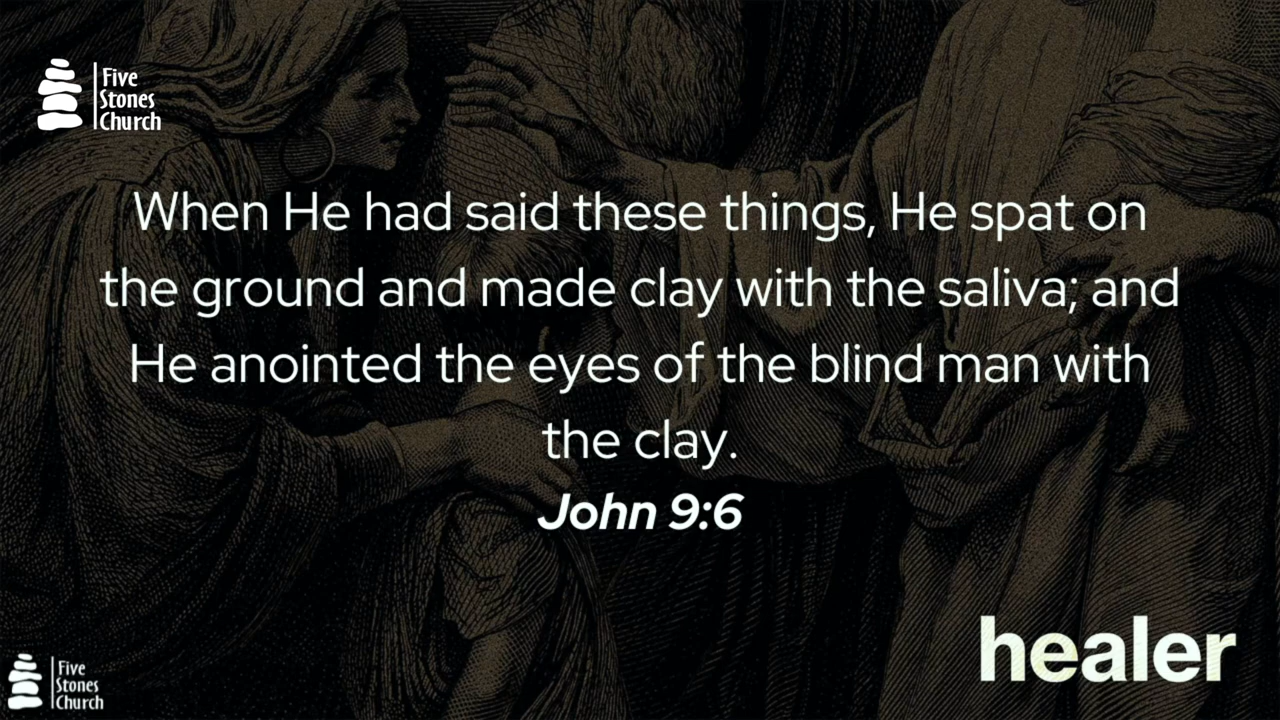 Five
Stones
Church
When He had said these things, He spat on
the ground and made clay with the saliva; and
He anointed the eyes of the blind man with
the clay.
John 9:6
healer
Five
Stones
Church